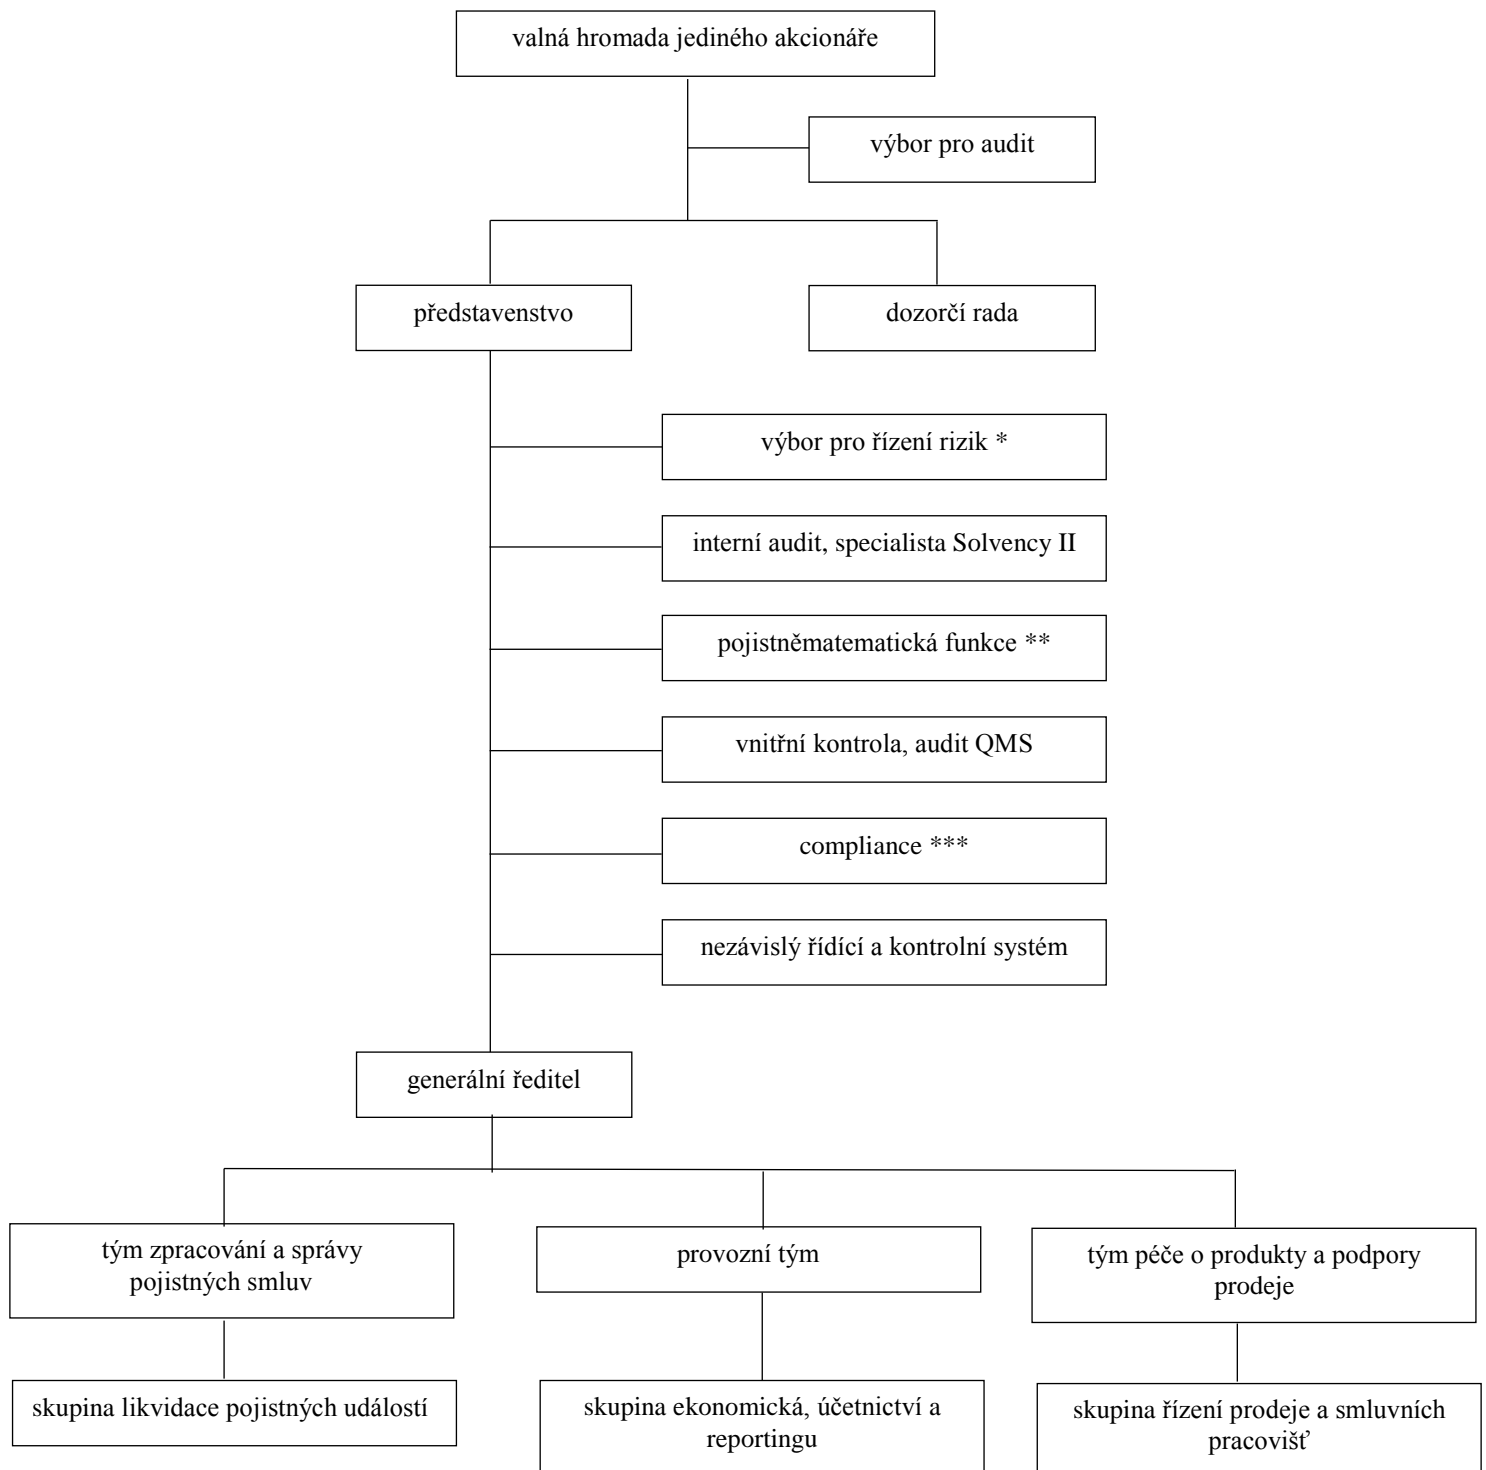 valná hromada jediného akcionáře
výbor pro audit
představenstvo
dozorčí rada
výbor pro řízení rizik *
interní audit, specialista Solvency II
pojistněmatematická funkce **
vnitřní kontrola, audit QMS
compliance ***
nezávislý řídící a kontrolní systém
generální ředitel
tým zpracování a správy
pojistných smluv
provozní tým
tým péče o produkty a podpory
prodeje
skupina likvidace pojistných událostí
skupina ekonomická, účetnictví a
reportingu
skupina řízení prodeje a smluvních
pracovišť